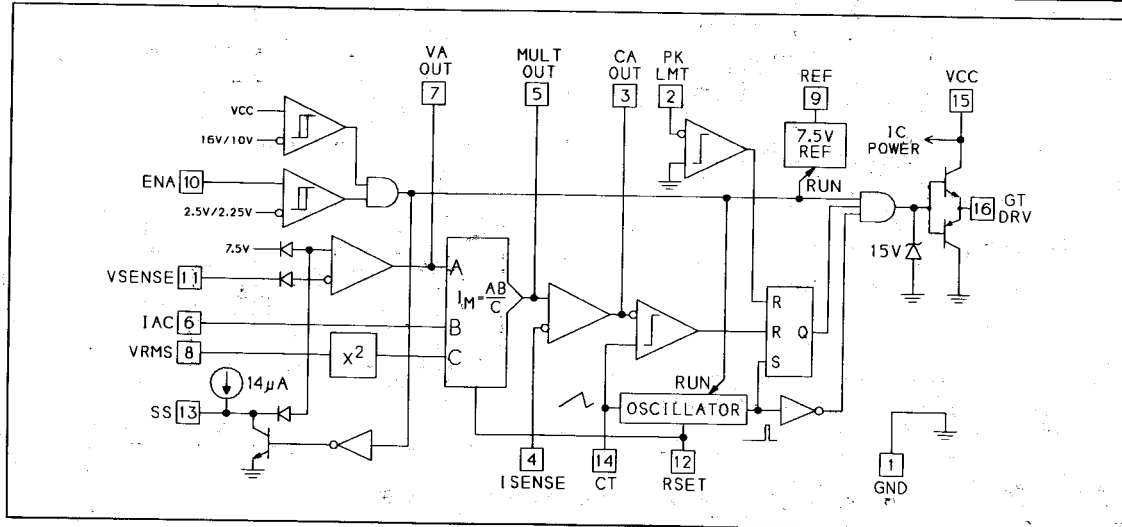 VA OUT
7
MULT OUT
5
CA OUT
3
PK LMT
2
REF
9
VCC
15
VCC
16V/10V
7.5V REF
IC POWER
ENA 10
RUN
2.5V/2.25V
16 GT DRV
7.5V
15V
VSENSE 11
A
IM=AB/C
R
IAC 6
B
R Q
VRMS 8
X2
C
S
14µA
RUN
SS 13
OSCILLATOR
4
ISENSE
14
CT
12
RSET
1
GND